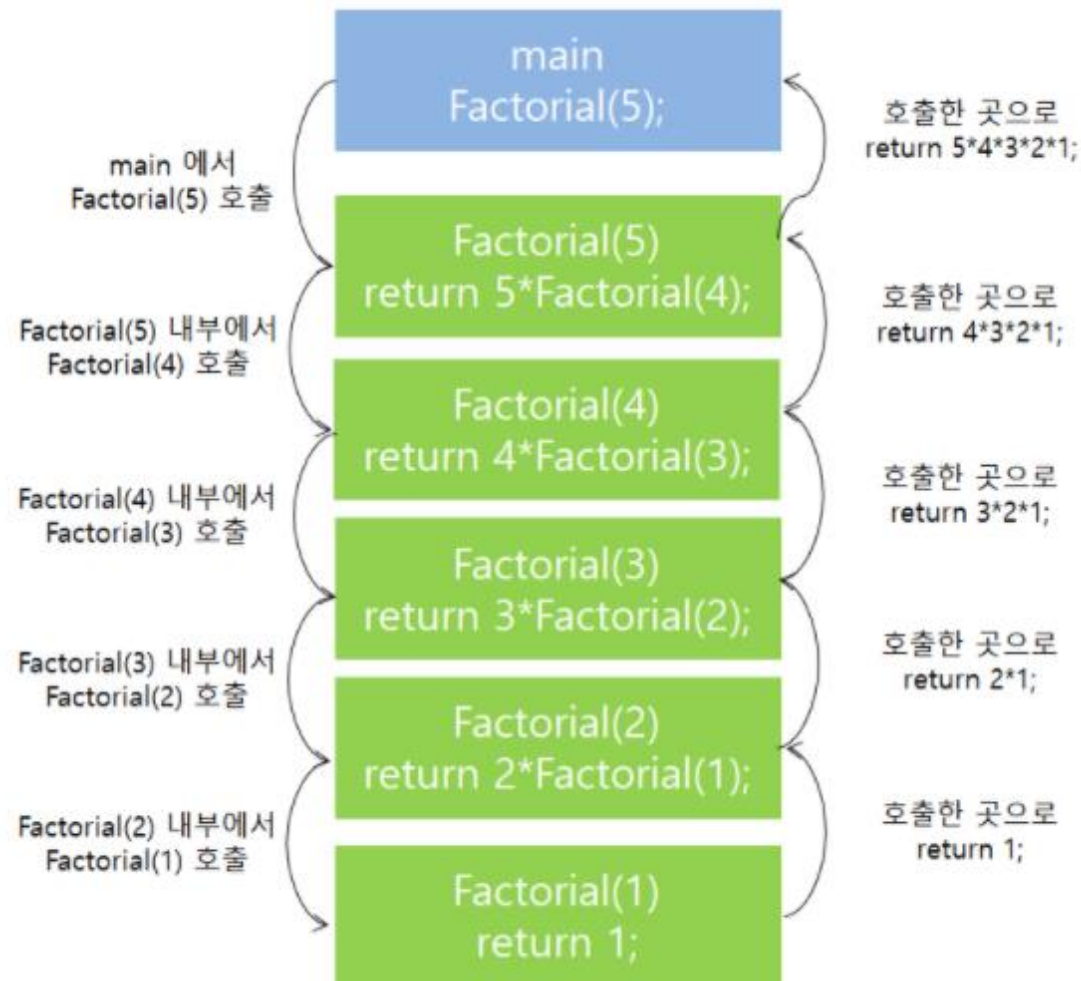 main
Factorial(5);
main 에서
Factorial(5) 호출
호출한 곳으로
return 5*4*3*2*1;
Factorial(5)
return 5*Factorial(4);
Factorial(5) 내부에서
Factorial(4) 호출
호출한 곳으로
return 4*3*2*1;
Factorial(4)
return 4*Factorial(3);
Factorial(4) 내부에서
Factorial(3) 호출
호출한 곳으로
return 3*2*1;
Factorial(3)
return 3*Factorial(2);
Factorial(3) 내부에서
Factorial(2) 호출
호출한 곳으로
return 2*1;
Factorial(2)
return 2*Factorial(1);
Factorial(2) 내부에서
Factorial(1) 호출
호출한 곳으로
return 1;
Factorial(1)
return 1;